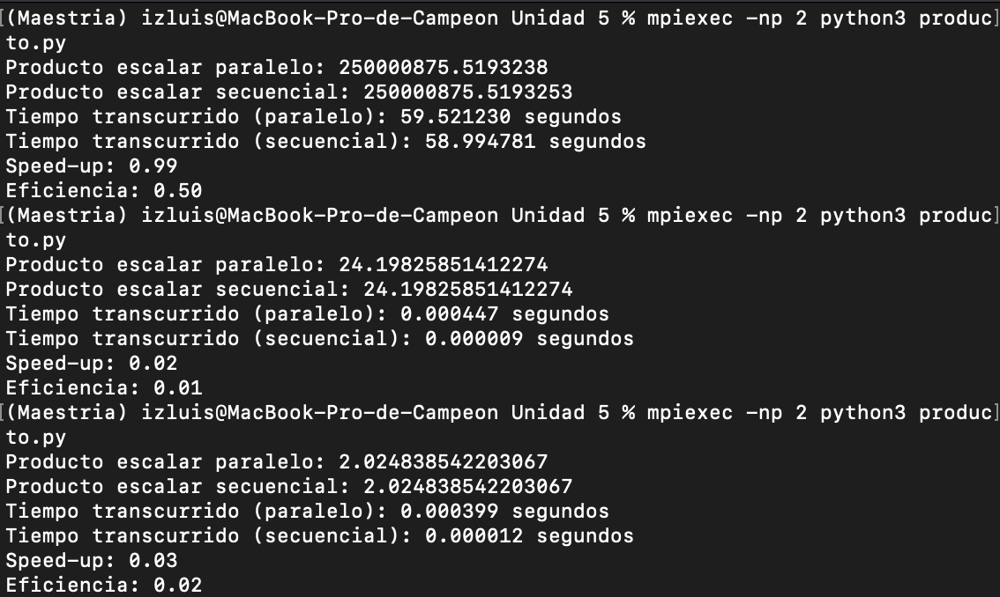 [(Maestria) izluis@MacBook-Pro-de-Campeon Unidad 5 % mpiexec -np 2 python3 produc]
to.py
Producto escalar paralelo: 250000875.5193238
Producto escalar secuencial: 250000875.5193253
Tiempo transcurrido (paralelo): 59.521230 segundos
Tiempo transcurrido (secuencial): 58.994781 segundos
Speed-up: 0.99
Eficiencia: 0.50
[(Maestria) izluis@MacBook-Pro-de-Campeon Unidad 5 % mpiexec -np 2 python3 produc]
to.py
Producto escalar paralelo: 24.19825851412274
Producto escalar secuencial: 24.19825851412274
Tiempo transcurrido (paralelo): 0.000447 segundos
Tiempo transcurrido (secuencial): 0.000009 segundos
Speed-up: 0.02
Eficiencia: 0.01
[(Maestria) izluis@MacBook-Pro-de-Campeon Unidad 5 % mpiexec -np 2 python3 produc]
to.py
Producto escalar paralelo: 2.024838542203067
Producto escalar secuencial: 2.024838542203067
Tiempo transcurrido (paralelo): 0.000399 segundos
Tiempo transcurrido (secuencial): 0.000012 segundos
Speed-up: 0.03
Eficiencia: 0.02